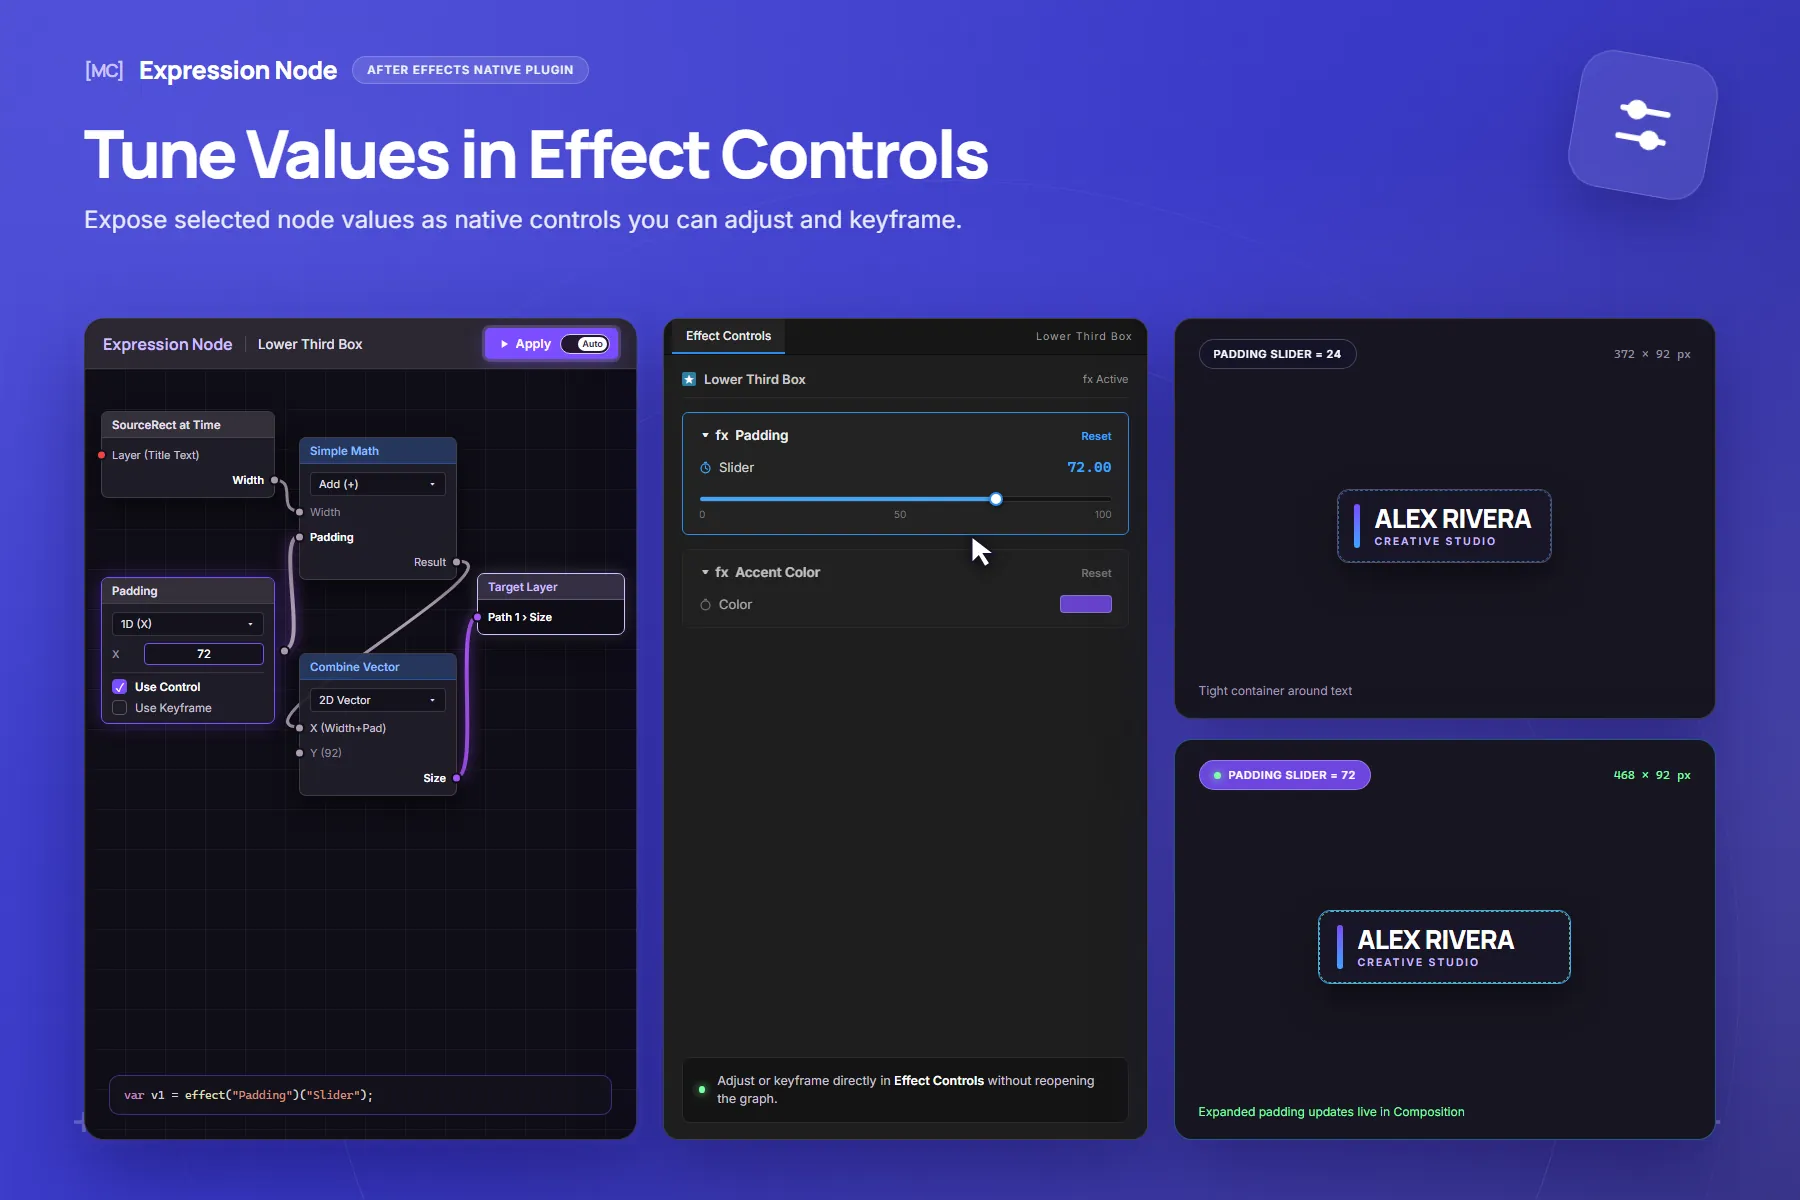 [MC] Expression Node AFTER EFFECTS NATIVE PLUGIN
Tune Values in Effect Controls
Expose selected node values as native controls you can adjust and keyframe.
Expression Node Lower Third Box Apply Auto
SourceRect at Time
Layer (Title Text)
Width
Simple Math
Add (+)
Width
Padding
Result
Padding
1D (X)
X 72
Use Control
Use Keyframe
Target Layer
Path 1 › Size
Combine Vector
2D Vector
X (Width+Pad)
Y (92)
Size
var v1 = effect("Padding")("Slider");
Effect Controls Lower Third Box
Lower Third Box fx Active
fx Padding Reset
Slider 72.00
0 50 100
fx Accent Color Reset
Color
Adjust or keyframe directly in Effect Controls without reopening
the graph.
PADDING SLIDER = 24 372 × 92 px
ALEX RIVERA
CREATIVE STUDIO
Tight container around text
PADDING SLIDER = 72 468 × 92 px
ALEX RIVERA
CREATIVE STUDIO
Expanded padding updates live in Composition